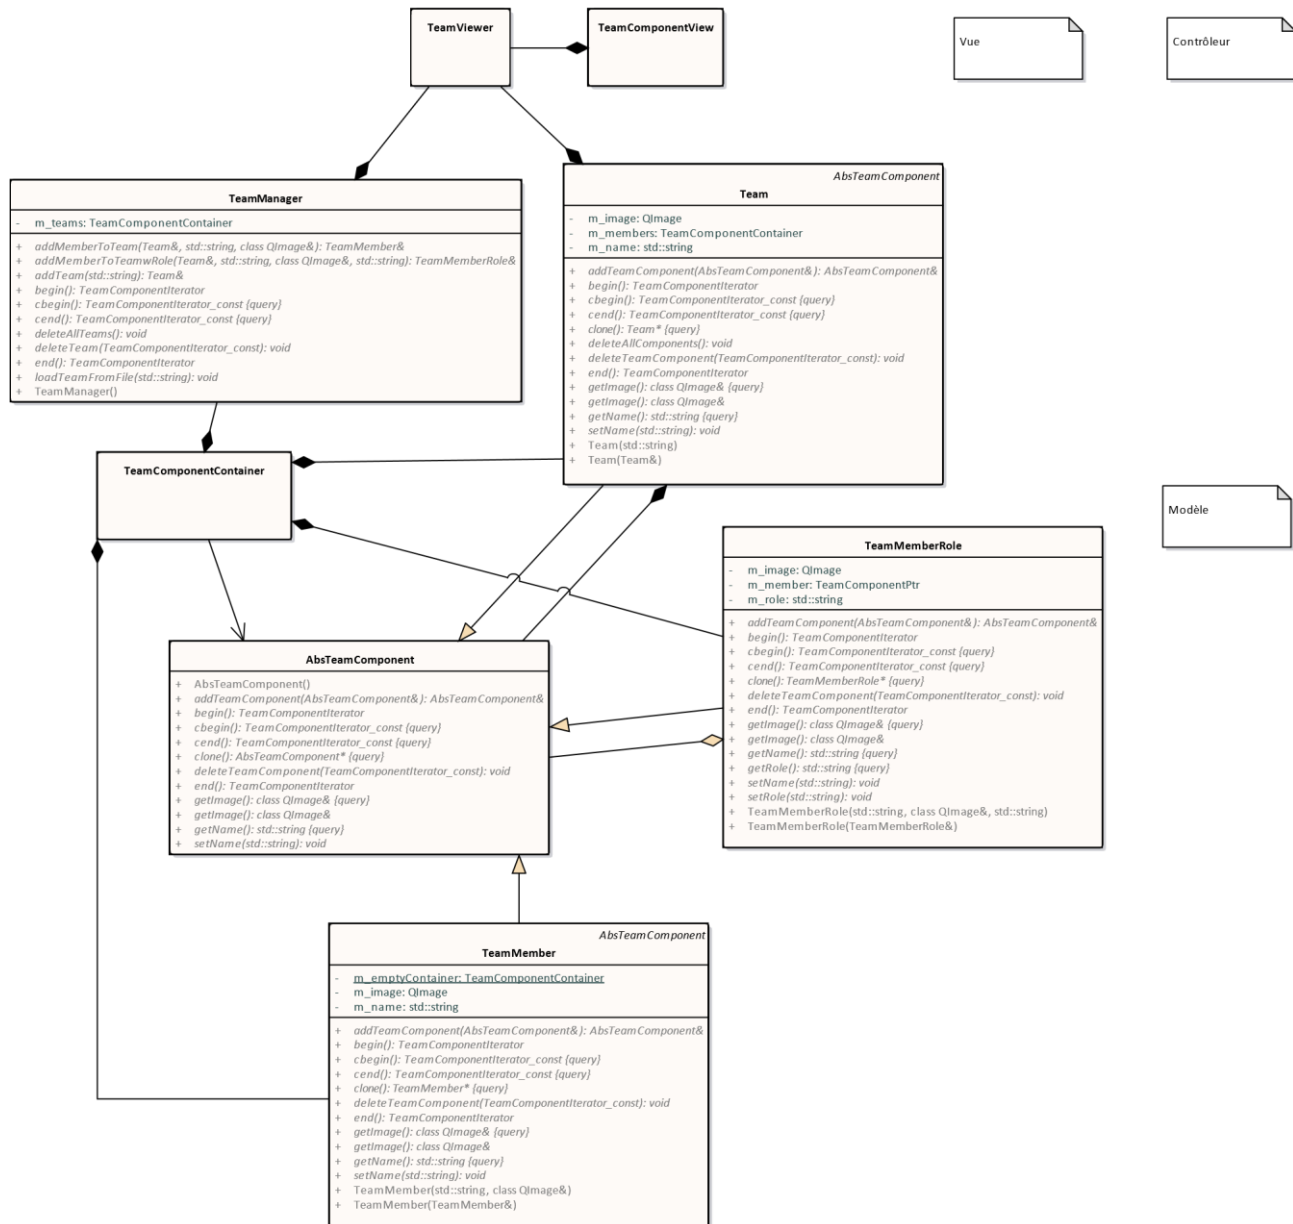 TeamViewer
TeamComponentView
Vue
Contrôleur
TeamManager
- m_teams: TeamComponentContainer
+ addMemberToTeam(Team&, std::string, class QImage&): TeamMember&
+ addMemberToTeamwRole(Team&, std::string, class QImage&, std::string): TeamMemberRole&
+ addTeam(std::string): Team&
+ begin(): TeamComponentIterator
+ cbegin(): TeamComponentIterator_const {query}
+ cend(): TeamComponentIterator_const {query}
+ deleteAllTeams(): void
+ deleteTeam(TeamComponentIterator_const): void
+ end(): TeamComponentIterator
+ loadTeamFromFile(std::string): void
+ TeamManager()
AbsTeamComponent
Team
- m_image: QImage
- m_members: TeamComponentContainer
- m_name: std::string
+ addTeamComponent(AbsTeamComponent&): AbsTeamComponent&
+ begin(): TeamComponentIterator
+ cbegin(): TeamComponentIterator_const {query}
+ cend(): TeamComponentIterator_const {query}
+ clone(): Team* {query}
+ deleteAllComponents(): void
+ deleteTeamComponent(TeamComponentIterator_const): void
+ end(): TeamComponentIterator
+ getImage(): class QImage& {query}
+ getImage(): class QImage&
+ getName(): std::string {query}
+ setName(std::string): void
+ Team(std::string)
+ Team(Team&)
TeamComponentContainer
Modèle
TeamMemberRole
- m_image: QImage
- m_member: TeamComponentPtr
- m_role: std::string
+ addTeamComponent(AbsTeamComponent&): AbsTeamComponent&
+ begin(): TeamComponentIterator
+ cbegin(): TeamComponentIterator_const {query}
+ cend(): TeamComponentIterator_const {query}
+ clone(): TeamMemberRole* {query}
+ deleteTeamComponent(TeamComponentIterator_const): void
+ end(): TeamComponentIterator
+ getImage(): class QImage& {query}
+ getImage(): class QImage&
+ getName(): std::string {query}
+ getRole(): std::string {query}
+ setName(std::string): void
+ setRole(std::string): void
+ TeamMemberRole(std::string, class QImage&, std::string)
+ TeamMemberRole(TeamMemberRole&)
AbsTeamComponent
+ AbsTeamComponent()
+ addTeamComponent(AbsTeamComponent&): AbsTeamComponent&
+ begin(): TeamComponentIterator
+ cbegin(): TeamComponentIterator_const {query}
+ cend(): TeamComponentIterator_const {query}
+ clone(): AbsTeamComponent* {query}
+ deleteTeamComponent(TeamComponentIterator_const): void
+ end(): TeamComponentIterator
+ getImage(): class QImage& {query}
+ getImage(): class QImage&
+ getName(): std::string {query}
+ setName(std::string): void
AbsTeamComponent
TeamMember
- m_emptyContainer: TeamComponentContainer
- m_image: QImage
- m_name: std::string
+ addTeamComponent(AbsTeamComponent&): AbsTeamComponent&
+ begin(): TeamComponentIterator
+ cbegin(): TeamComponentIterator_const {query}
+ cend(): TeamComponentIterator_const {query}
+ clone(): TeamMember* {query}
+ deleteTeamComponent(TeamComponentIterator_const): void
+ end(): TeamComponentIterator
+ getImage(): class QImage& {query}
+ getImage(): class QImage&
+ getName(): std::string {query}
+ setName(std::string): void
+ TeamMember(std::string, class QImage&)
+ TeamMember(TeamMember&)